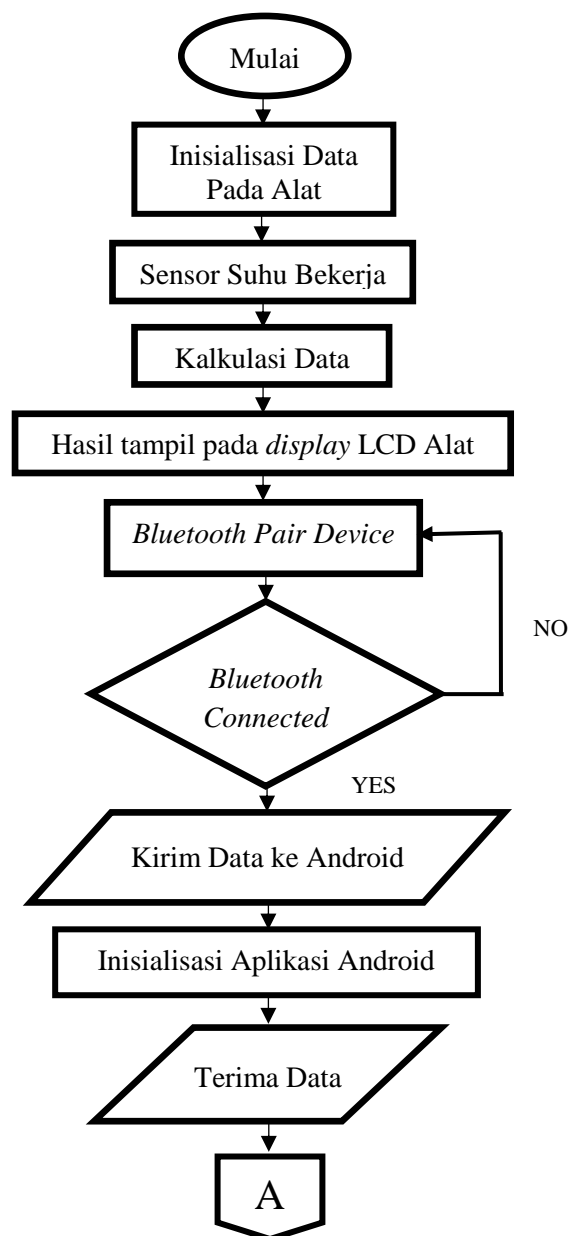 Mulai
Inisialisasi Data
Pada Alat
Sensor Suhu Bekerja
Kalkulasi Data
Hasil tampil pada display LCD Alat
Bluetooth Pair Device
NO
Bluetooth
Connected
YES
Kirim Data ke Android
Inisialisasi Aplikasi Android
Terima Data
A